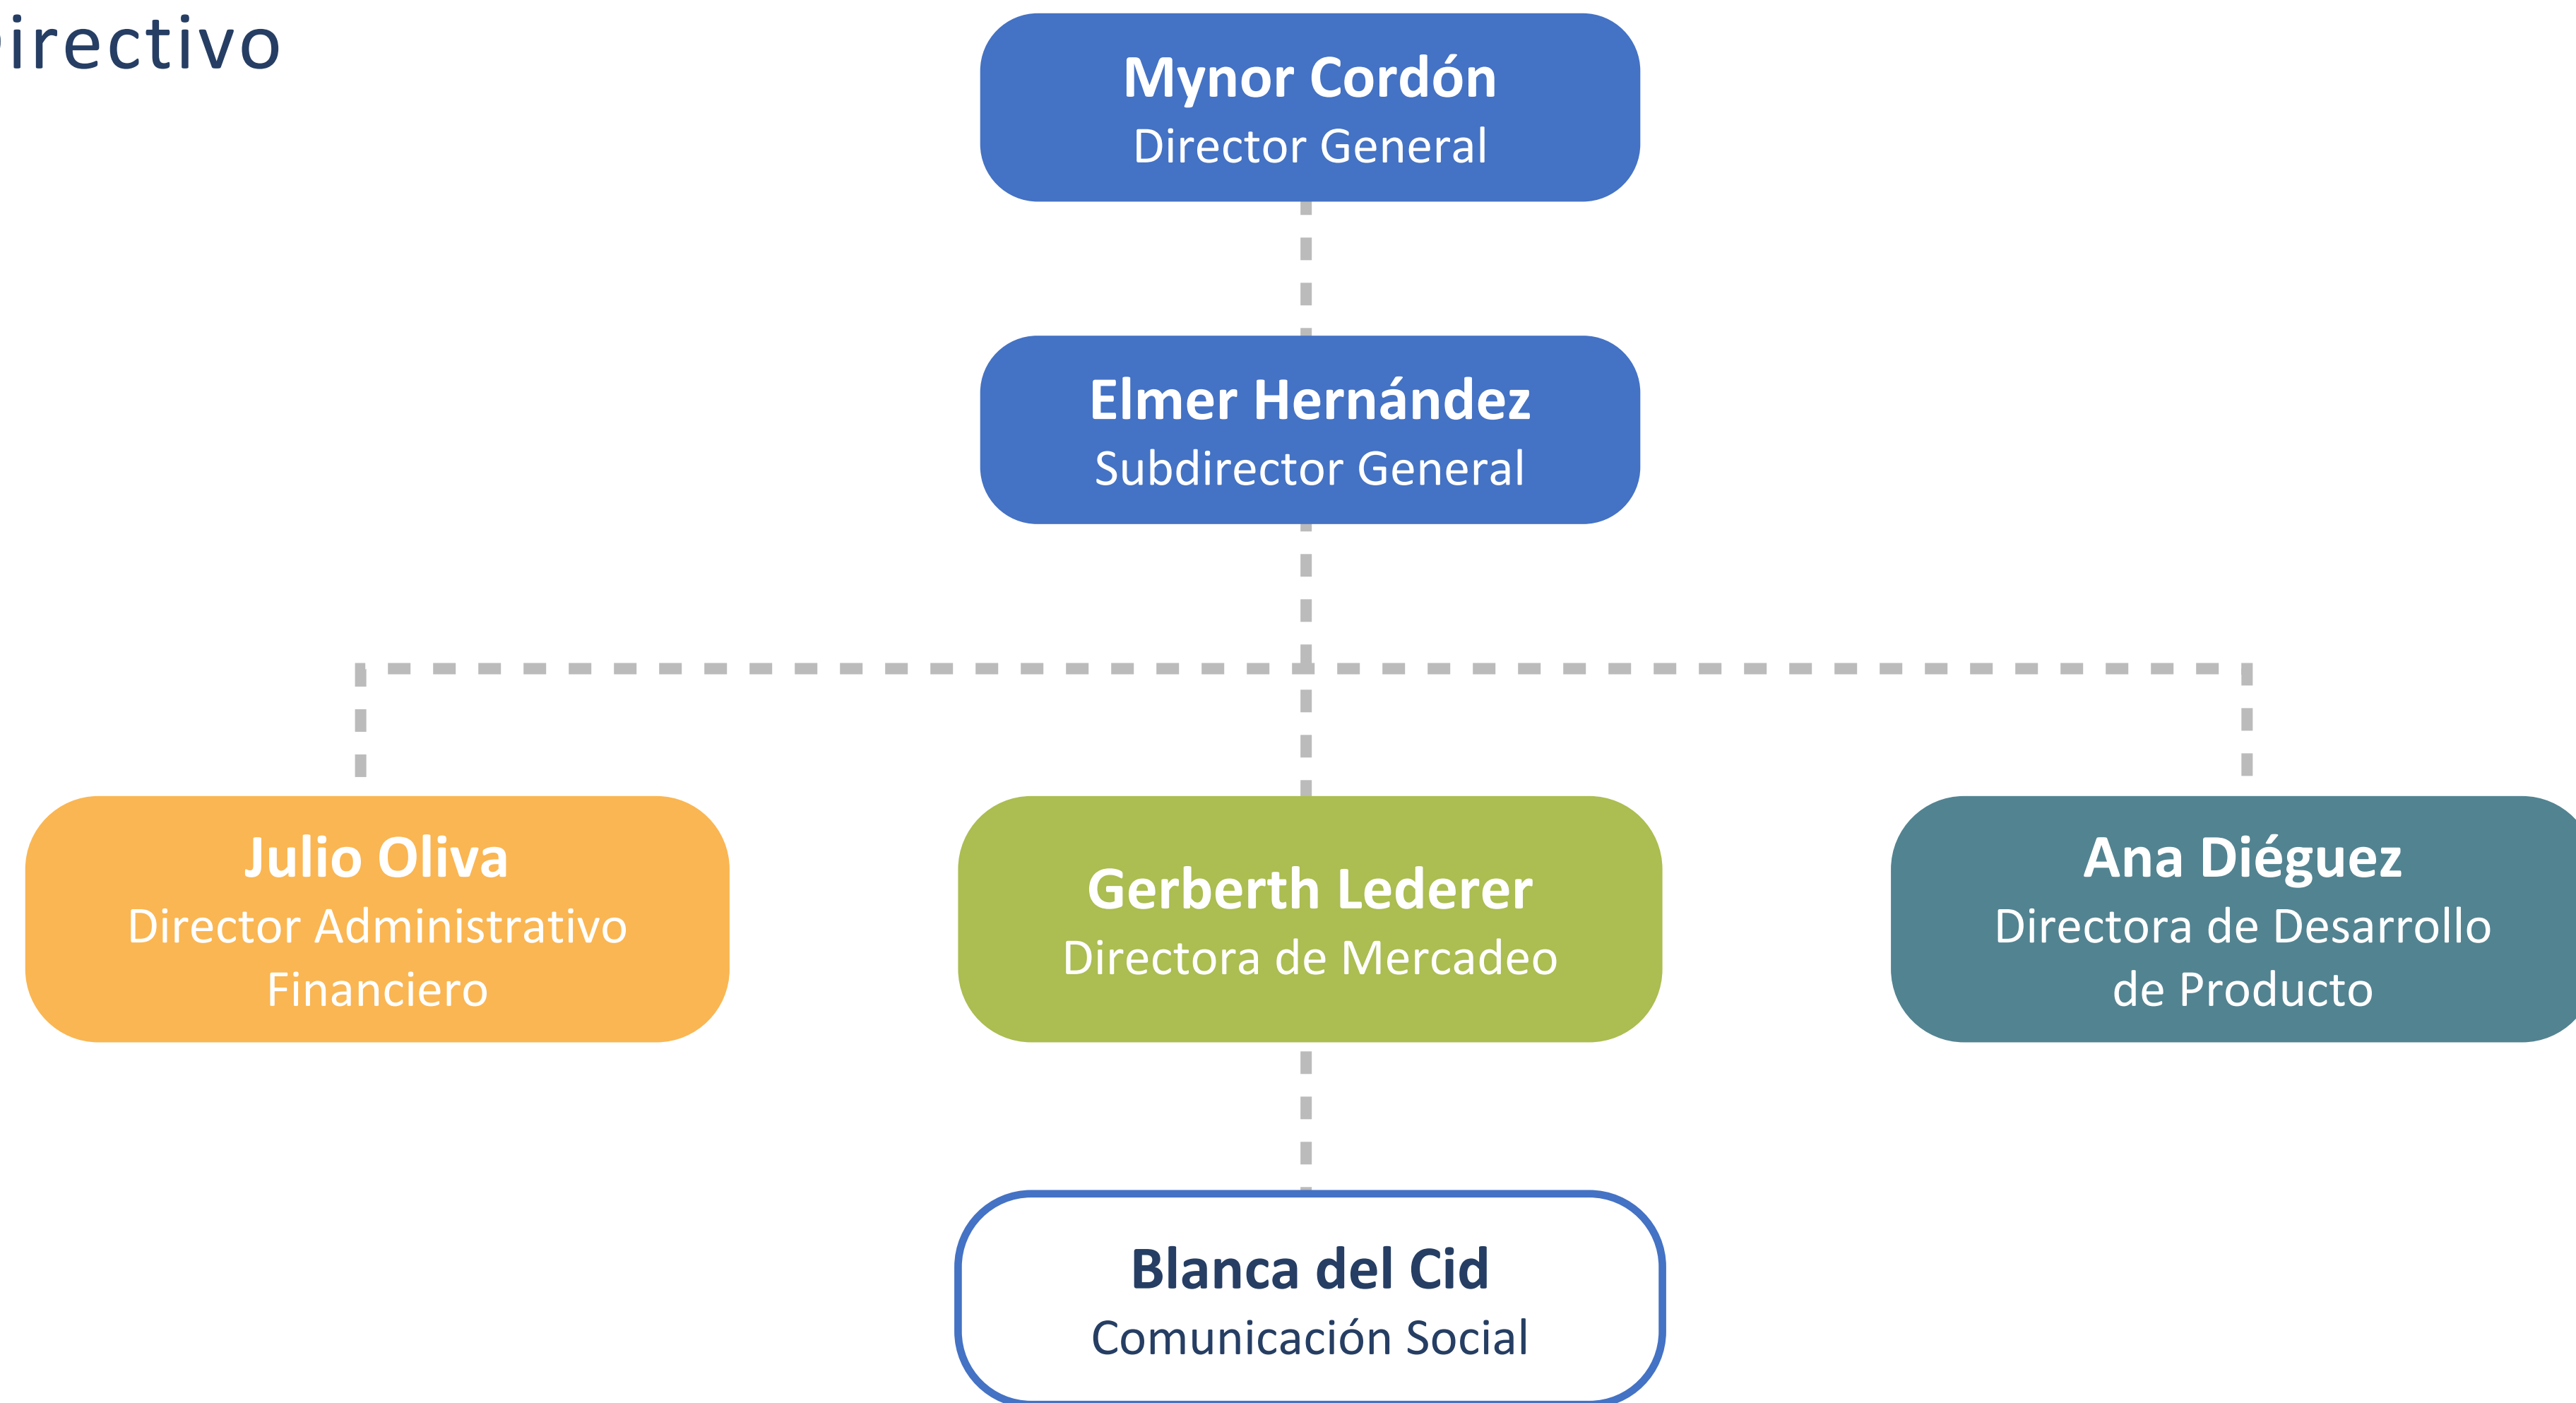 irectivo
Mynor Cordón
Director General
Elmer Hernández
Subdirector General
Julio Oliva
Director Administrativo
Financiero
Gerberth Lederer
Directora de Mercadeo
Ana Diéguez
Directora de Desarrollo
de Producto
Blanca del Cid
Comunicación Social